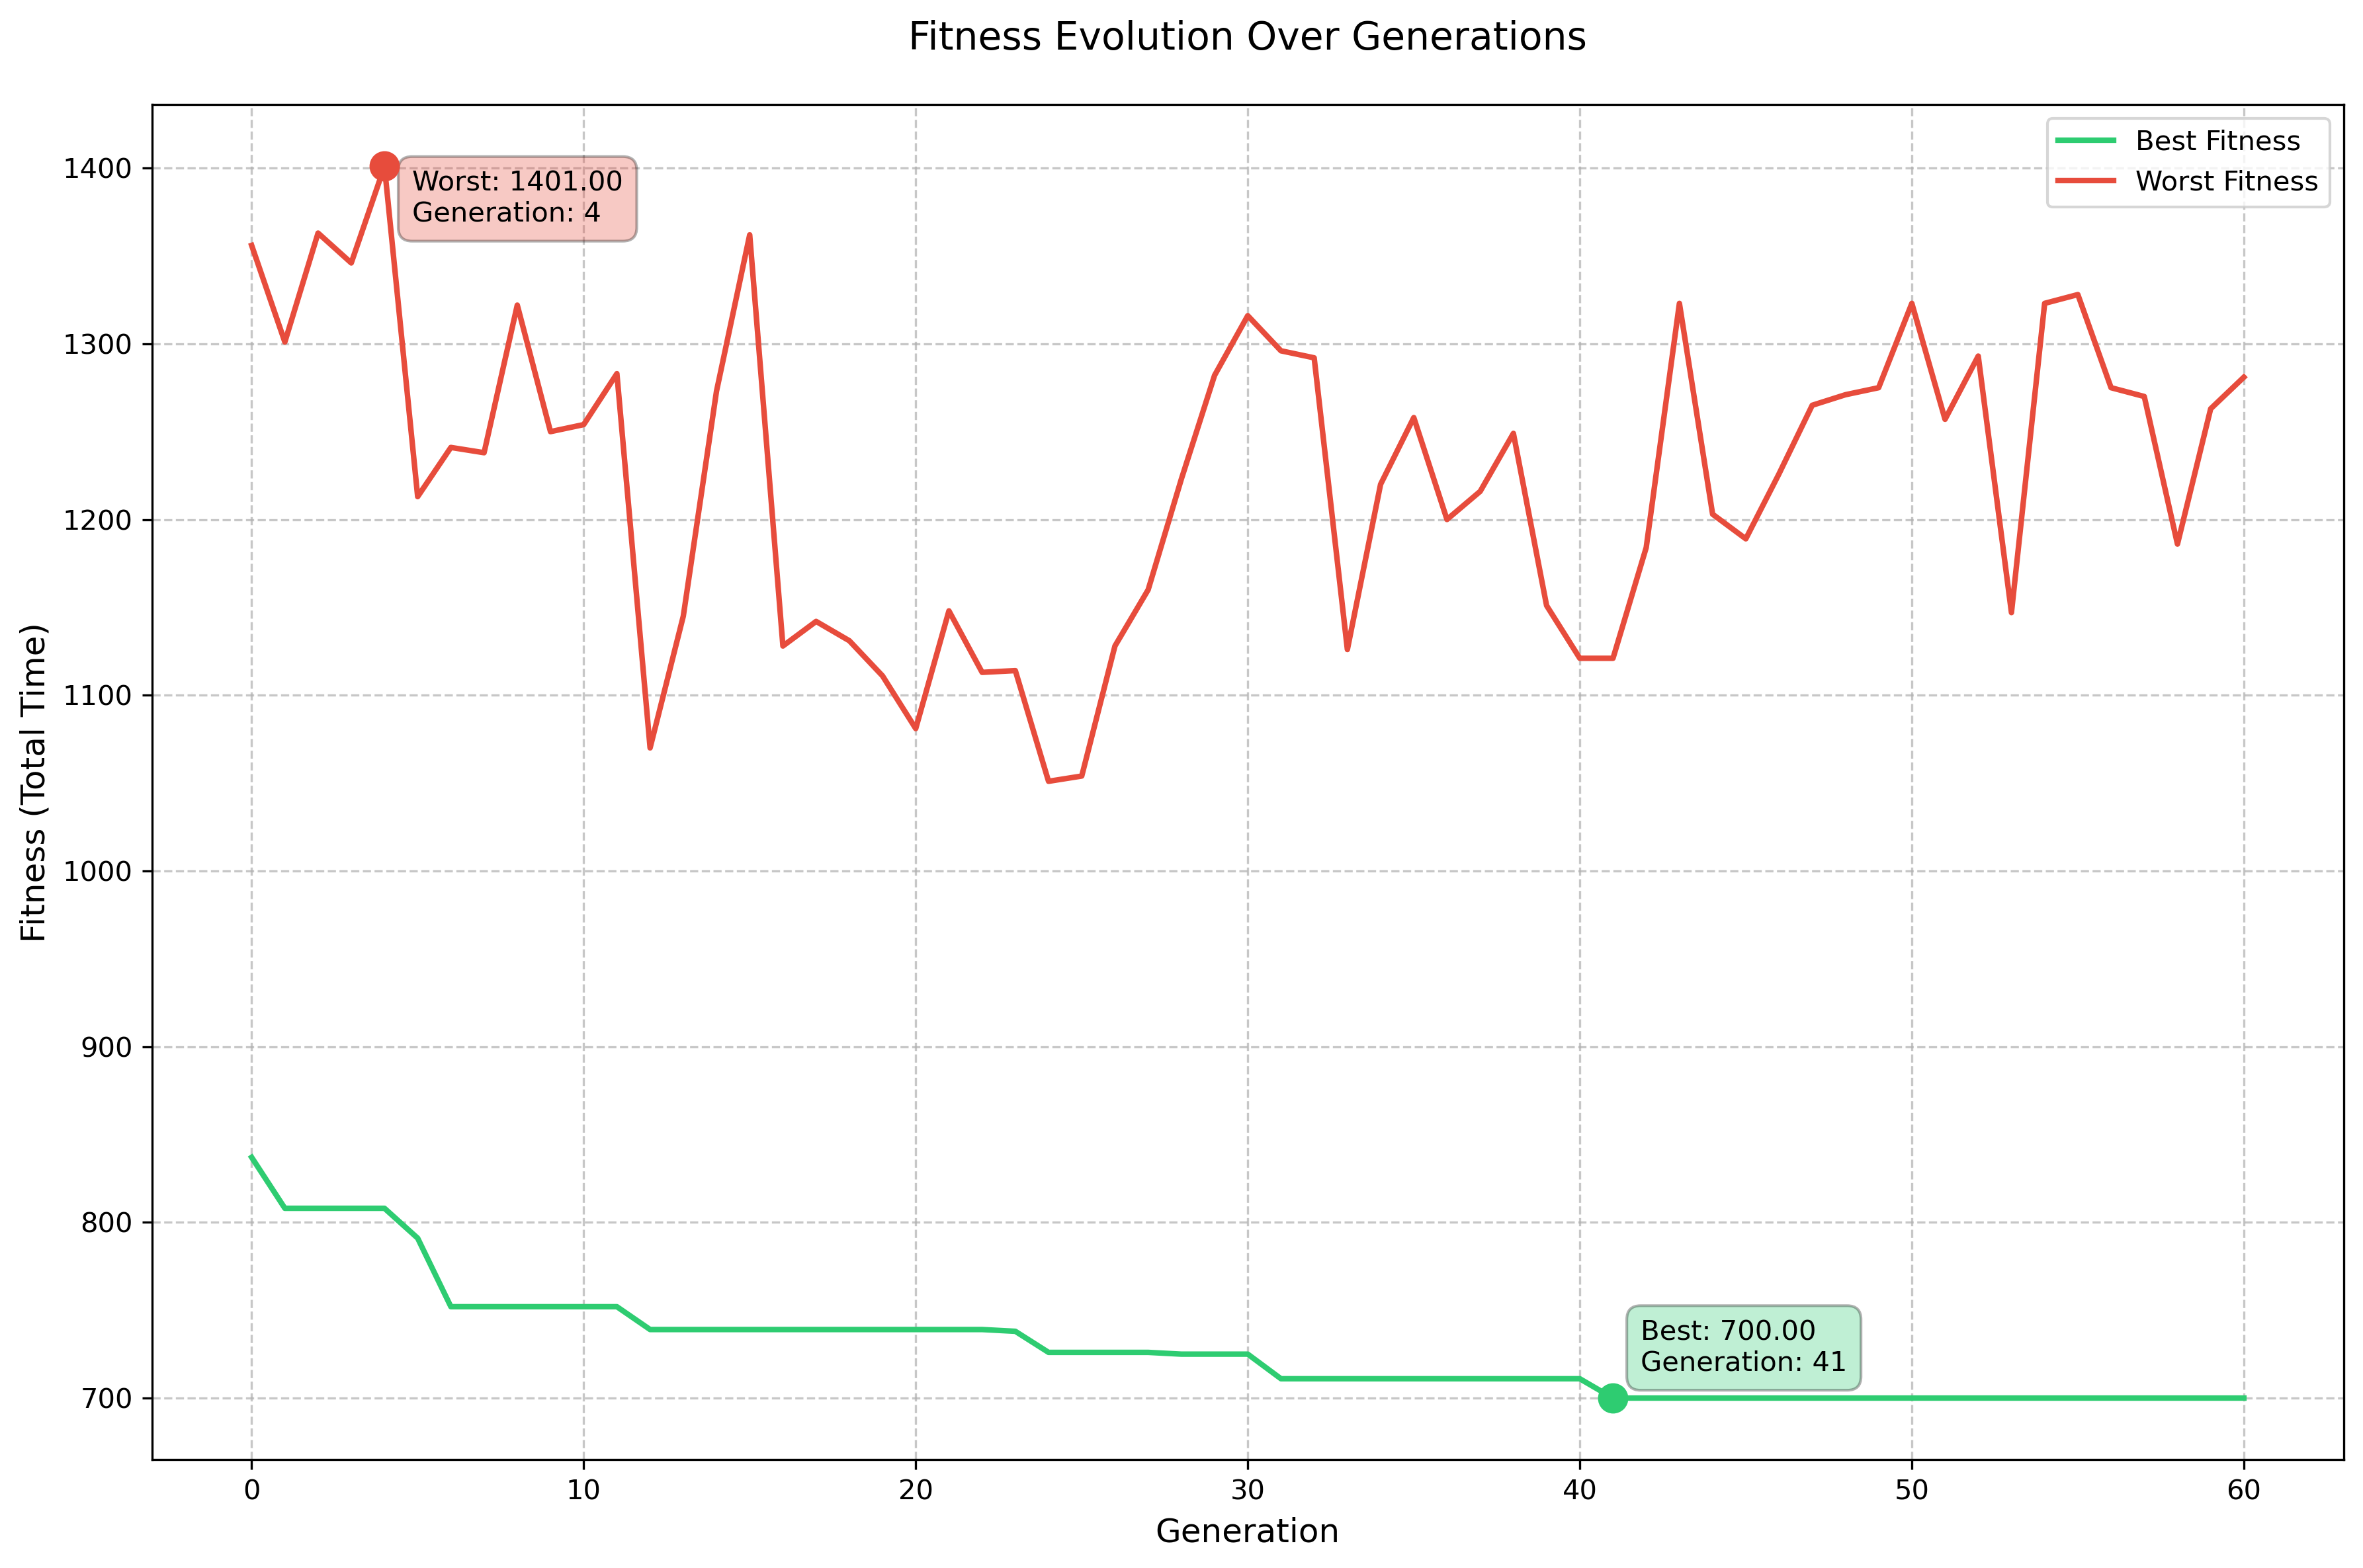 Fitness Evolution Over Generations
Best Fitness
Worst Fitness
Worst: 1401.00
Generation: 4
Best: 700.00
Generation: 41
Fitness (Total Time)
1400
1300
1200
1100
1000
900
800
700
0 10 20 30 40 50 60
Generation